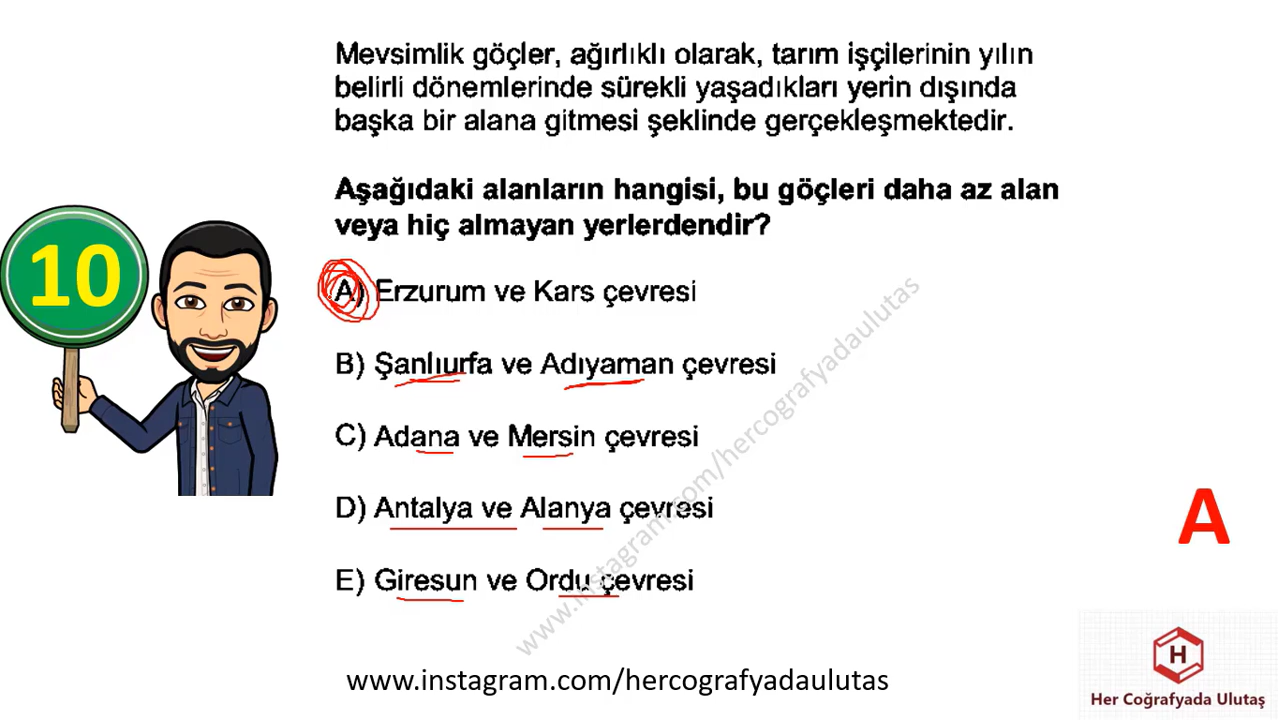 Mevsimlik göçler, ağırlıklı olarak, tarım işçilerinin yılın
belirli dönemlerinde sürekli yaşadıkları yerin dışında
başka bir alana gitmesi şeklinde gerçekleşmektedir.
Aşağıdaki alanların hangisi, bu göçleri daha az alan
veya hiç almayan yerlerdendir?
10
A) Erzurum ve Kars çevresi
B) Şanlıurfa ve Adıyaman çevresi
C) Adana ve Mersin çevresi
D) Antalya ve Alanya çevresi
E) Giresun ve Ordu çevresi
www.instagram.com/hercografyadaulutas
A
H
Her Coğrafyada Ulutaş
www.instagram.com/hercografyadaulutas